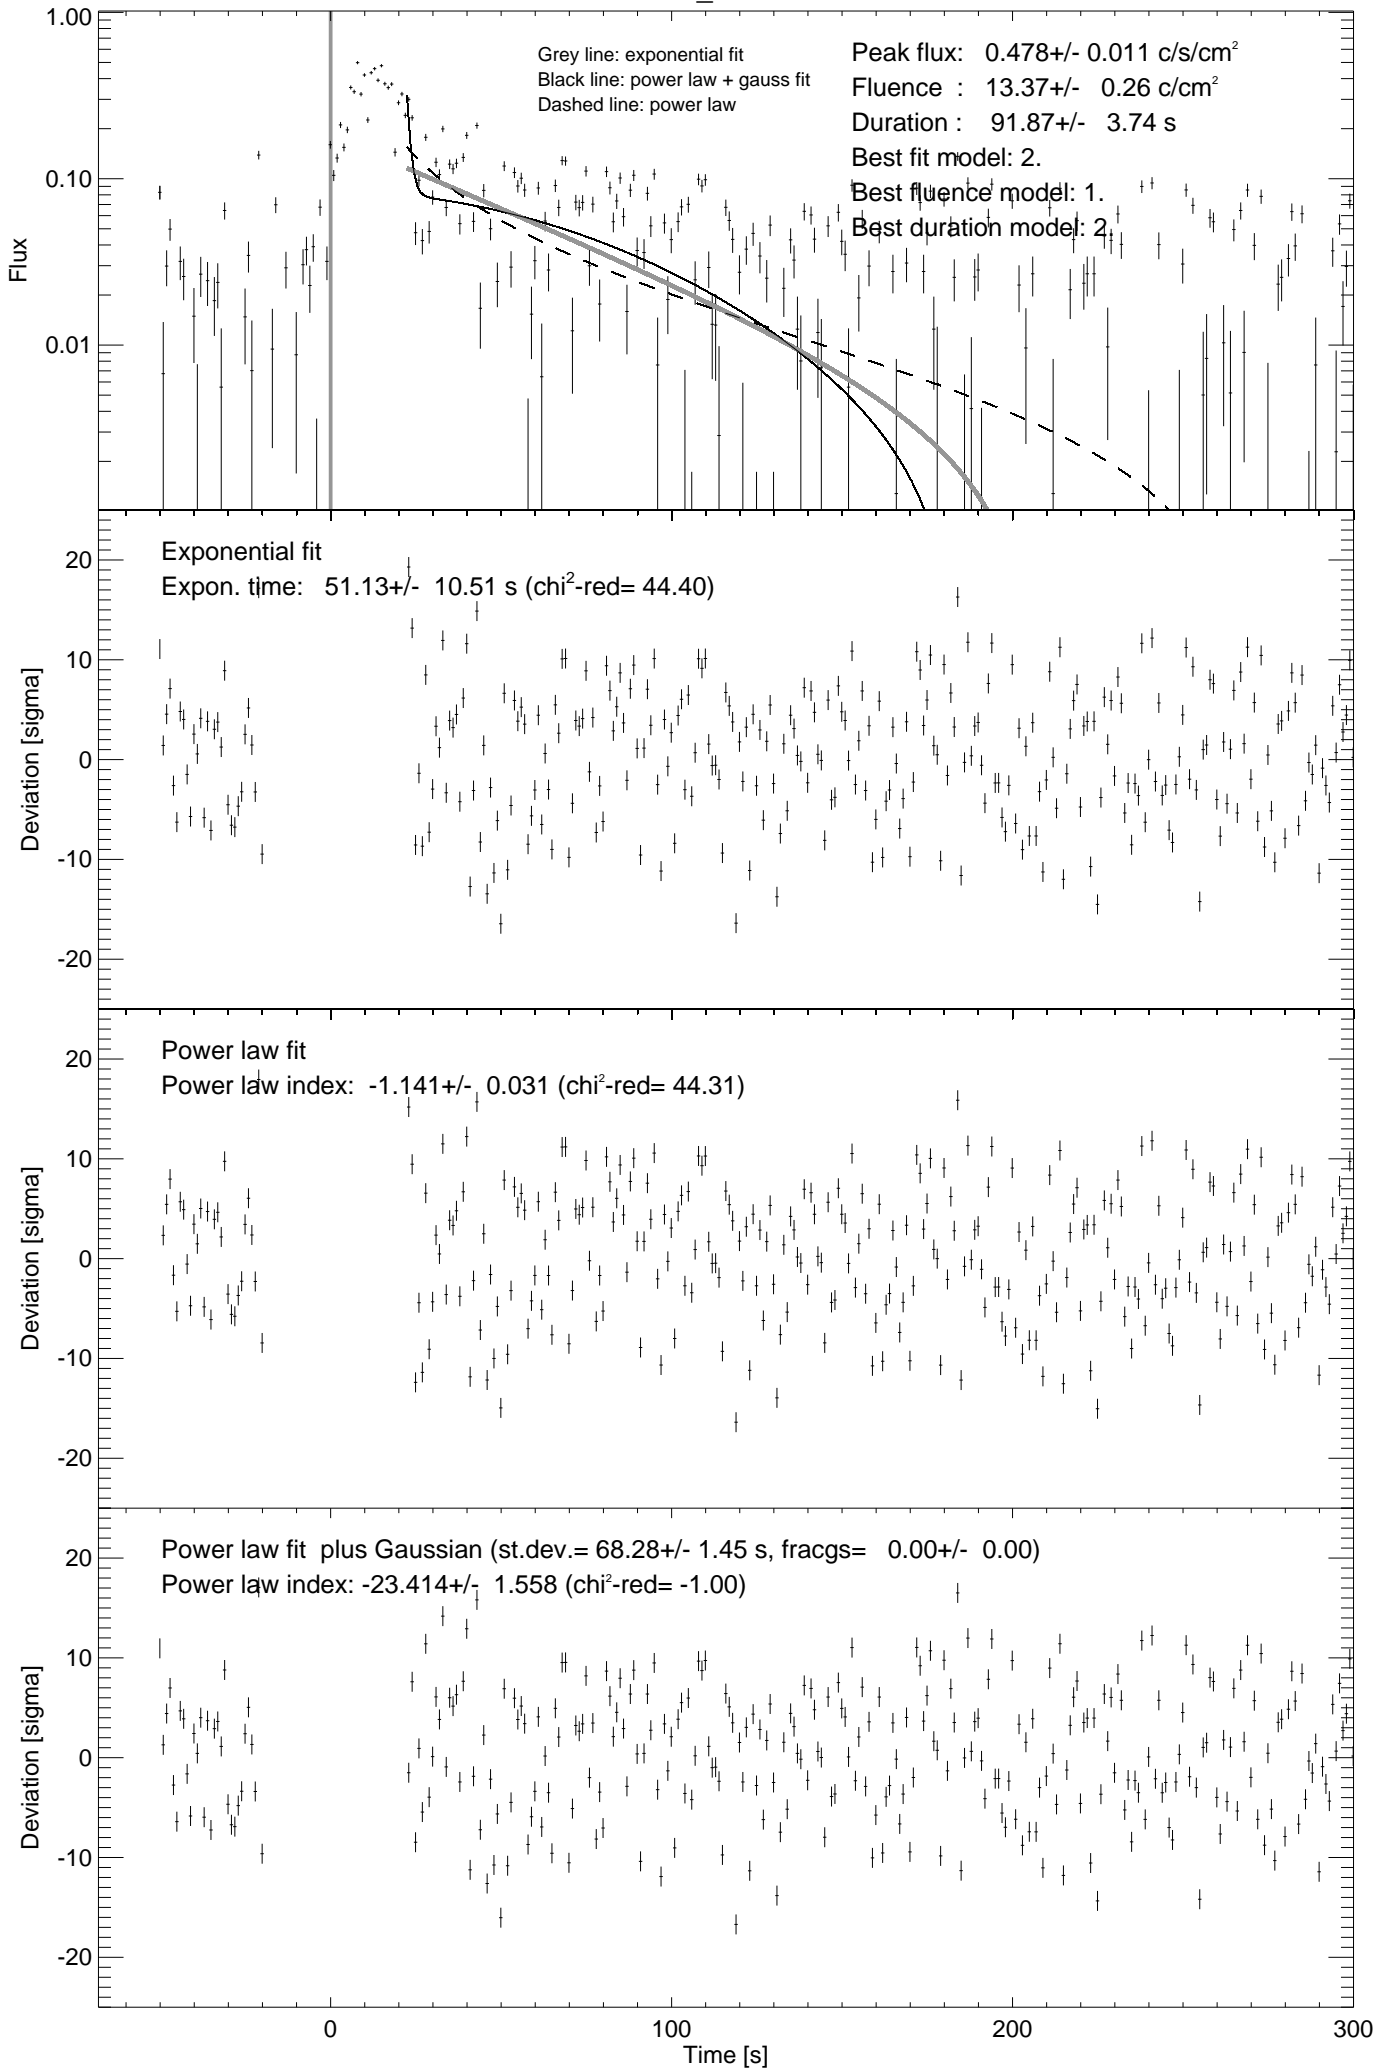 1.00
0.10
0.01
Flux
Grey line: exponential fit
Black line: power law + gauss fit
Dashed line: power law
Peak flux: 0.478+/- 0.011 c/s/cm²
Fluence : 13.37+/- 0.26 c/cm²
Duration : 91.87+/- 3.74 s
Best fit model: 2.
Best fluence model: 1.
Best duration model: 2.
20
10
0
-10
-20
Deviation [sigma]
Exponential fit
Expon. time: 51.13+/- 10.51 s (chi²-red= 44.40)
20
10
0
-10
-20
Deviation [sigma]
Power law fit
Power law index: -1.141+/- 0.031 (chi²-red= 44.31)
20
10
0
-10
-20
Deviation [sigma]
Power law fit plus Gaussian (st.dev.= 68.28+/- 1.45 s, fracgs= 0.00+/- 0.00)
Power law index: -23.414+/- 1.558 (chi²-red= -1.00)
0
100
200
300
Time [s]